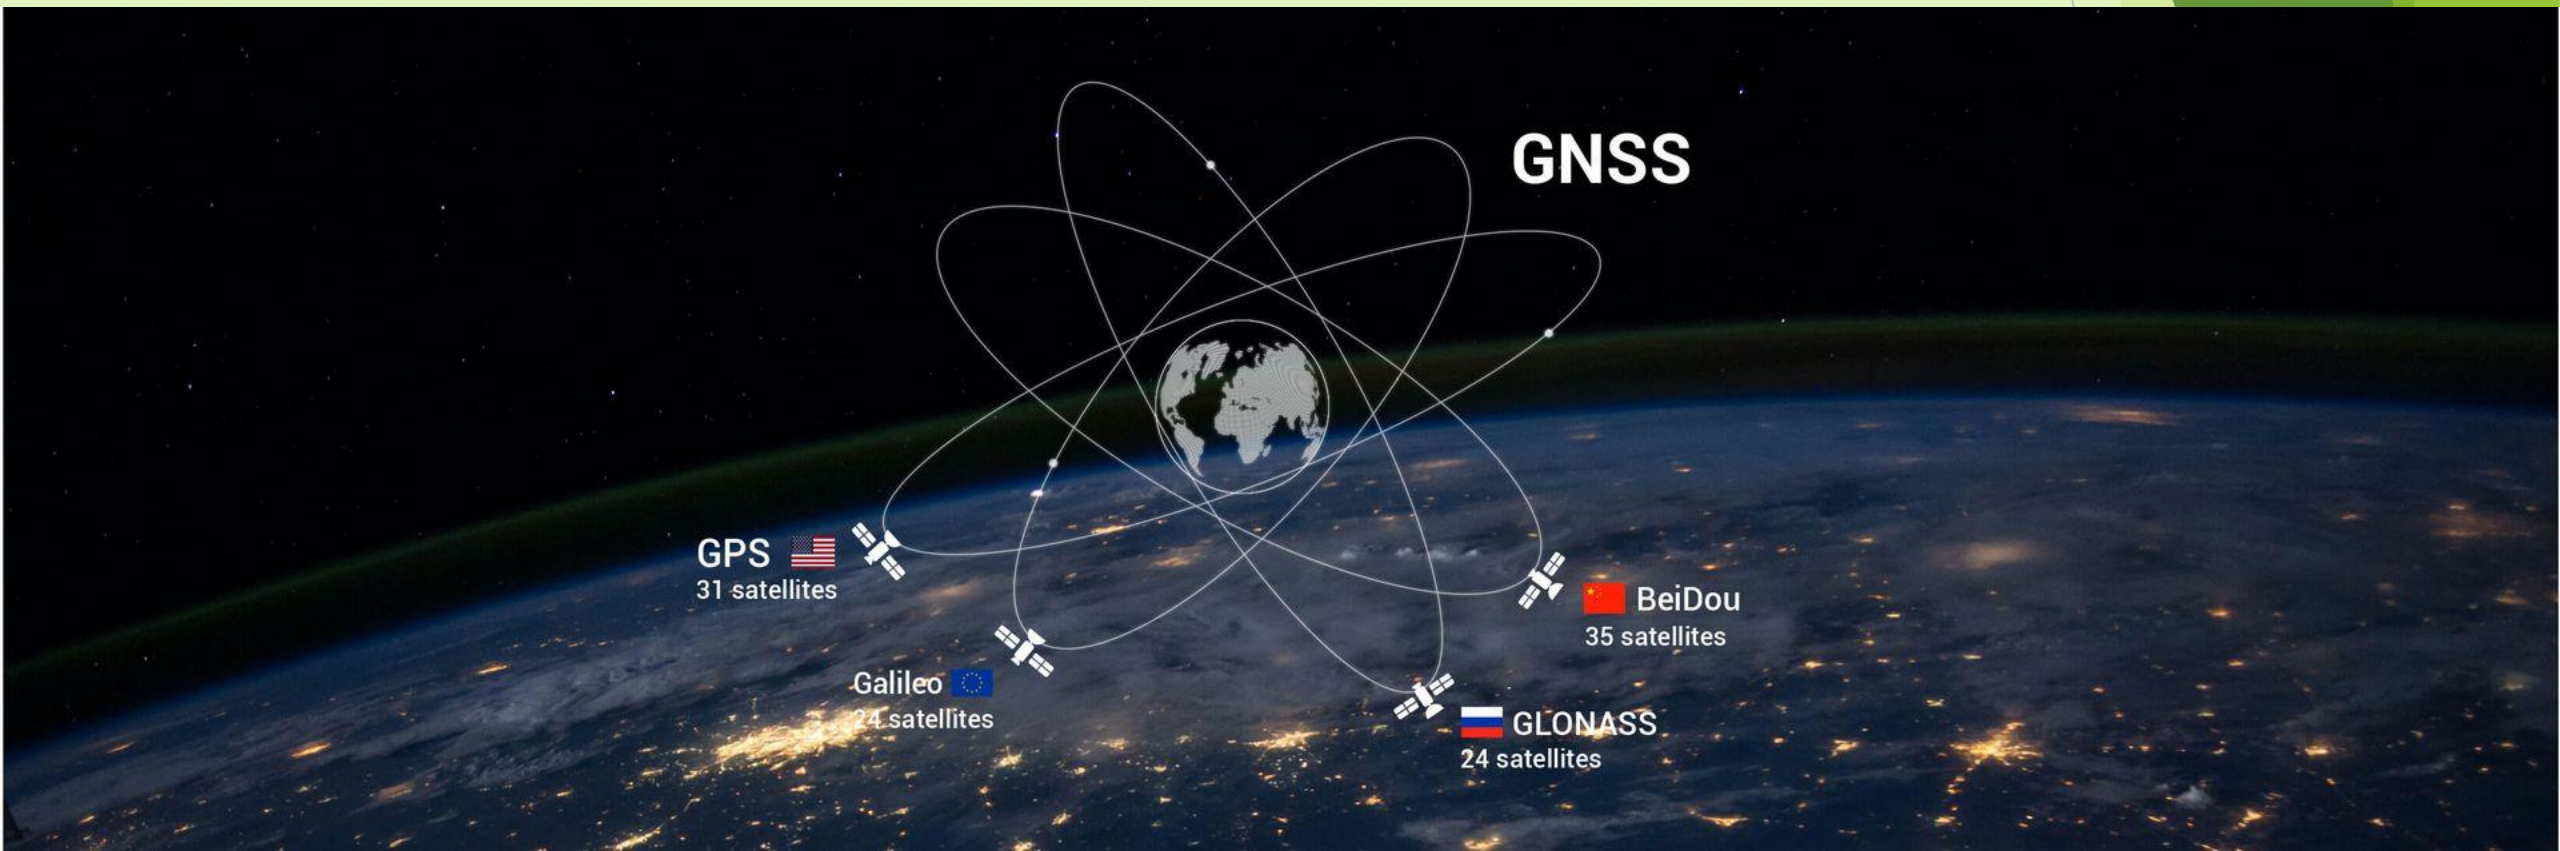 GNSS
GPS
31 satellites
BeiDou
35 satellites
Galileo
24 satellites
GLONASS
24 satellites